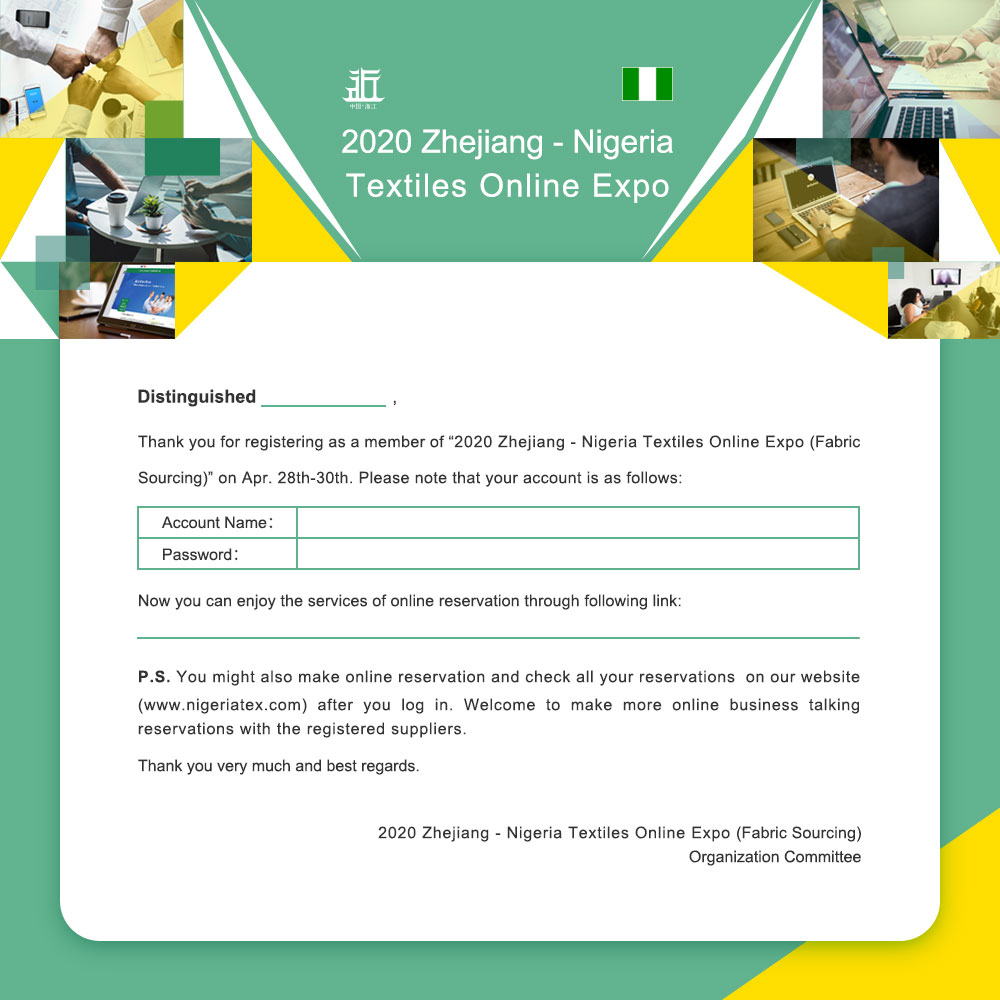 中国·浙江
2020 Zhejiang - Nigeria
Textiles Online Expo
Distinguished ____________ ,
Thank you for registering as a member of “2020 Zhejiang - Nigeria Textiles Online Expo (Fabric
Sourcing)” on Apr. 28th-30th. Please note that your account is as follows:
Account Name：
Password：
Now you can enjoy the services of online reservation through following link:
P.S. You might also make online reservation and check all your reservations on our website
(www.nigeriatex.com) after you log in. Welcome to make more online business talking
reservations with the registered suppliers.
Thank you very much and best regards.
2020 Zhejiang - Nigeria Textiles Online Expo (Fabric Sourcing)
Organization Committee